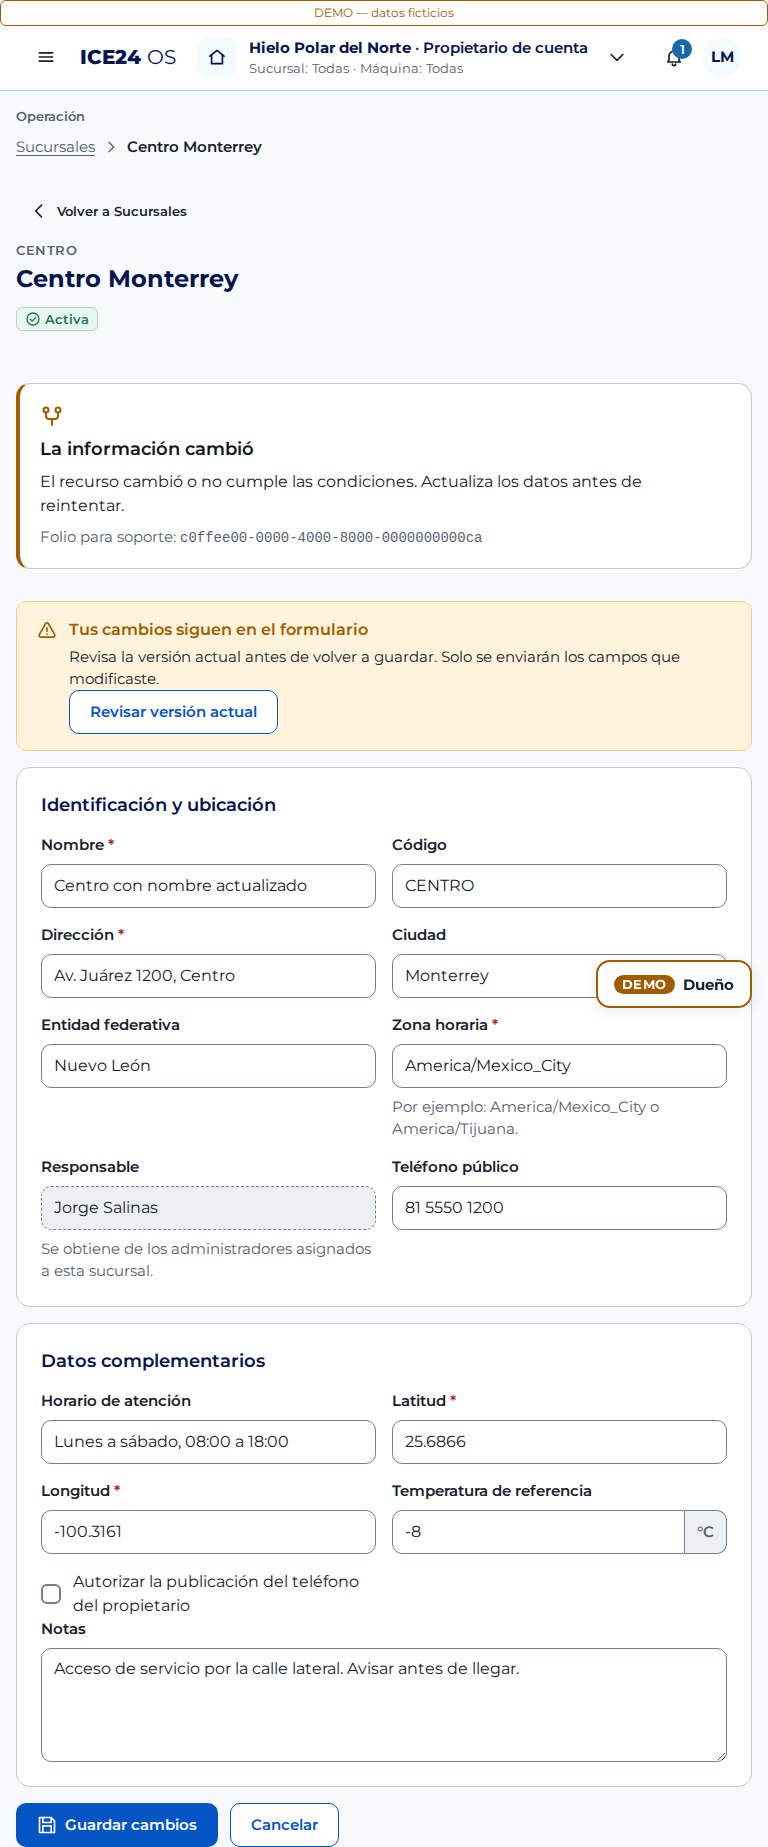 DEMO — datos ficticios
ICE24 OS
Hielo Polar del Norte · Propietario de cuenta
Sucursal: Todas · Máquina: Todas
1
LM
Operación
Sucursales > Centro Monterrey
Volver a Sucursales
CENTRO
Centro Monterrey
Activa
La información cambió
El recurso cambió o no cumple las condiciones. Actualiza los datos antes de
reintentar.
Folio para soporte: c0ffee00-0000-4000-8000-0000000000ca
Tus cambios siguen en el formulario
Revisa la versión actual antes de volver a guardar. Solo se enviarán los campos que
modificaste.
Revisar versión actual
Identificación y ubicación
Nombre * Código
Centro con nombre actualizado CENTRO
Dirección * Ciudad
Av. Juárez 1200, Centro Monterrey
DEMO Dueño
Entidad federativa Zona horaria *
Nuevo León America/Mexico_City
Por ejemplo: America/Mexico_City o
America/Tijuana.
Responsable Teléfono público
Jorge Salinas 81 5550 1200
Se obtiene de los administradores asignados
a esta sucursal.
Datos complementarios
Horario de atención Latitud *
Lunes a sábado, 08:00 a 18:00 25.6866
Longitud * Temperatura de referencia
-100.3161 -8 °C
Autorizar la publicación del teléfono
del propietario
Notas
Acceso de servicio por la calle lateral. Avisar antes de llegar.
Guardar cambios Cancelar